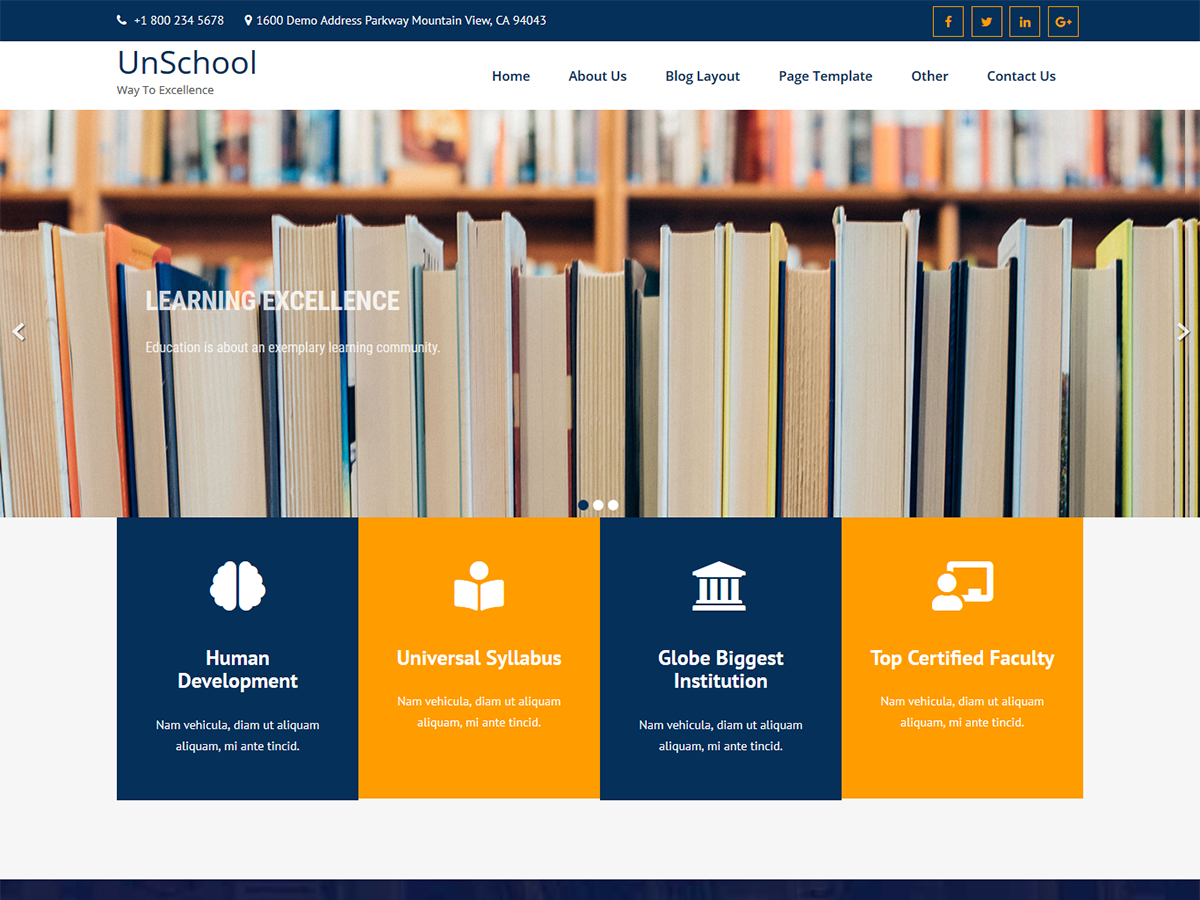 +1 800 234 5678 1600 Demo Address Parkway Mountain View, CA 94043
UnSchool
Way To Excellence
Home About Us Blog Layout Page Template Other Contact Us
LEARNING EXCELLENCE
Education is about an exemplary learning community.
Human
Development
Nam vehicula, diam ut aliquam
aliquam, mi ante tincid.
Universal Syllabus
Nam vehicula, diam ut aliquam
aliquam, mi ante tincid.
Globe Biggest
Institution
Nam vehicula, diam ut aliquam
aliquam, mi ante tincid.
Top Certified Faculty
Nam vehicula, diam ut aliquam
aliquam, mi ante tincid.